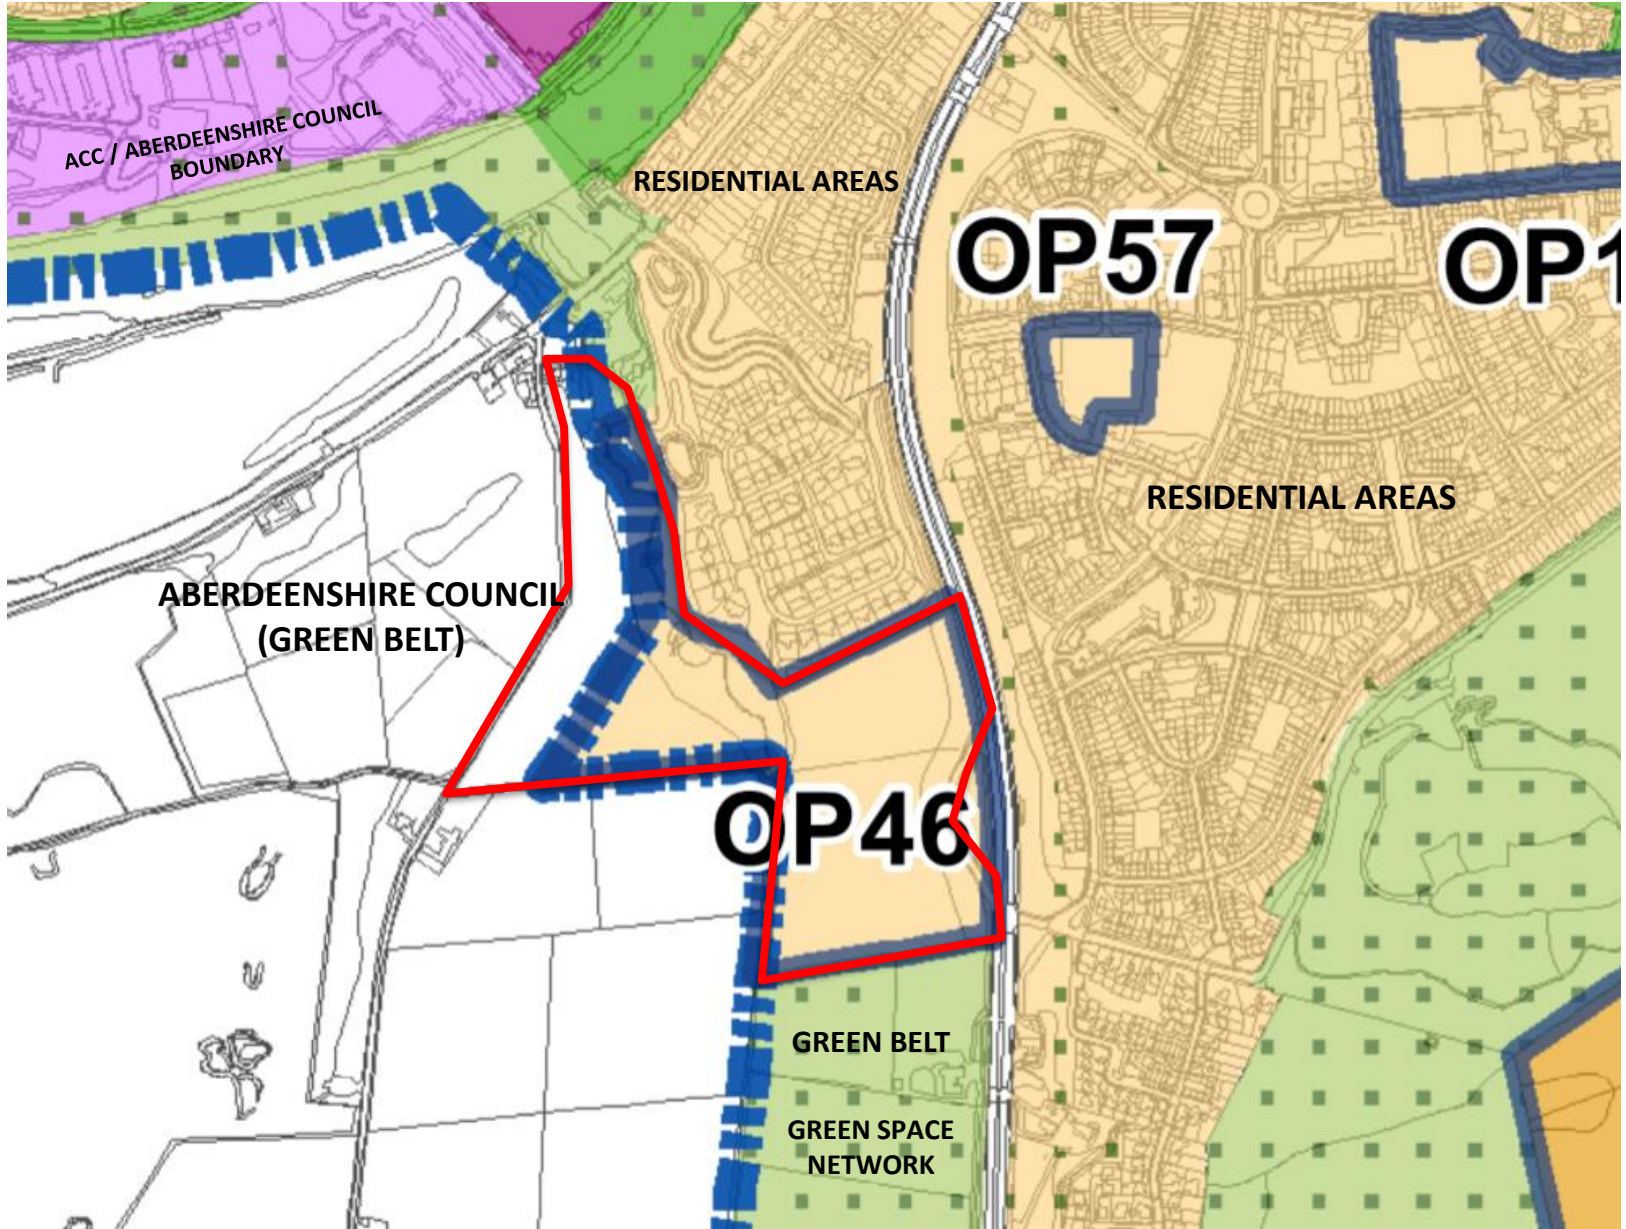 ACC / ABERDEENSHIRE COUNCIL
BOUNDARY
RESIDENTIAL AREAS
OP57
OP1
RESIDENTIAL AREAS
ABERDEENSHIRE COUNCIL
(GREEN BELT)
OP46
GREEN BELT
GREEN SPACE
NETWORK